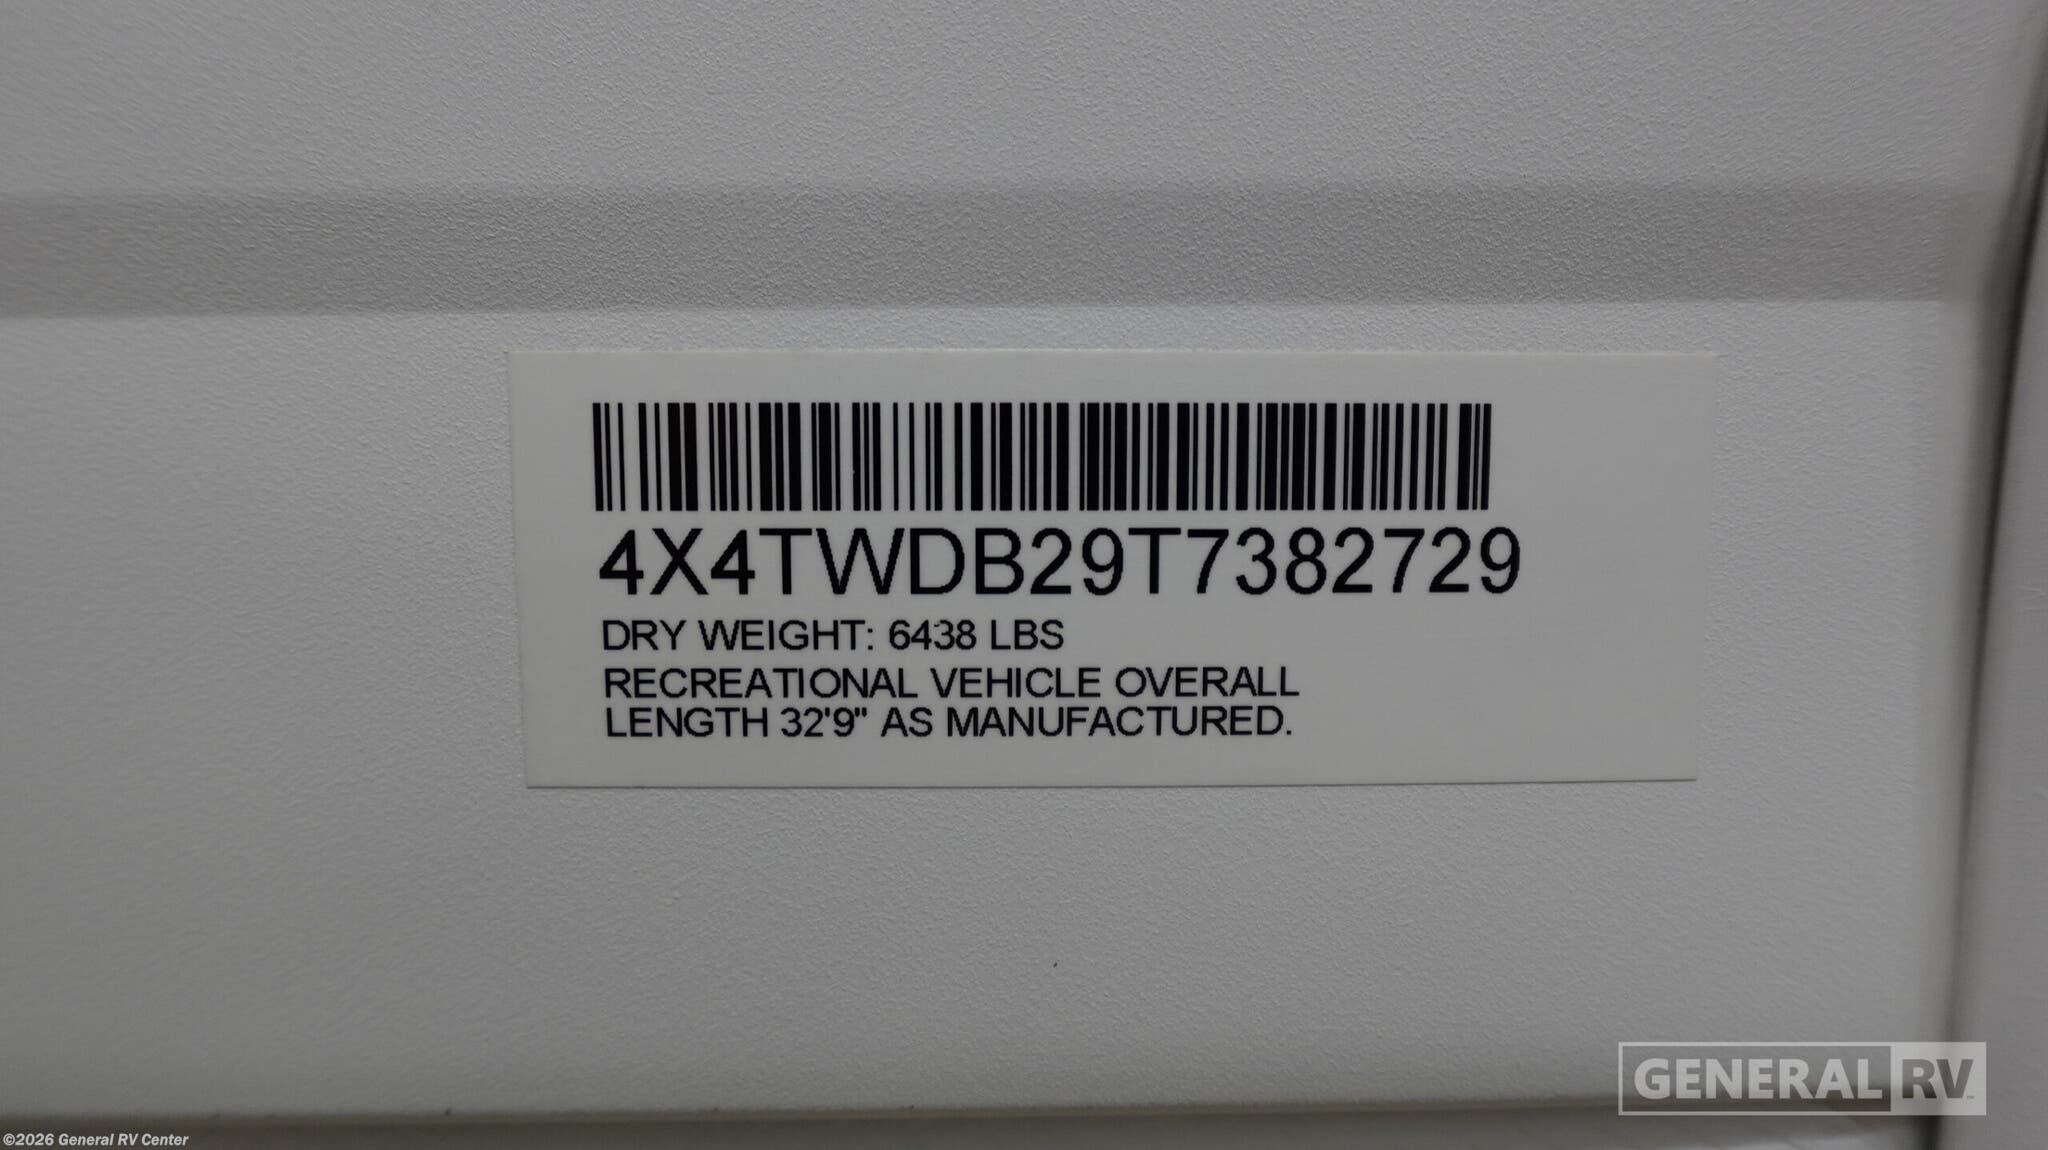 4X4TWDB29T7382729
DRY WEIGHT: 6438 LBS
RECREATIONAL VEHICLE OVERALL
LENGTH 32'9" AS MANUFACTURED.
GENERAL RV
©2026 General RV Center